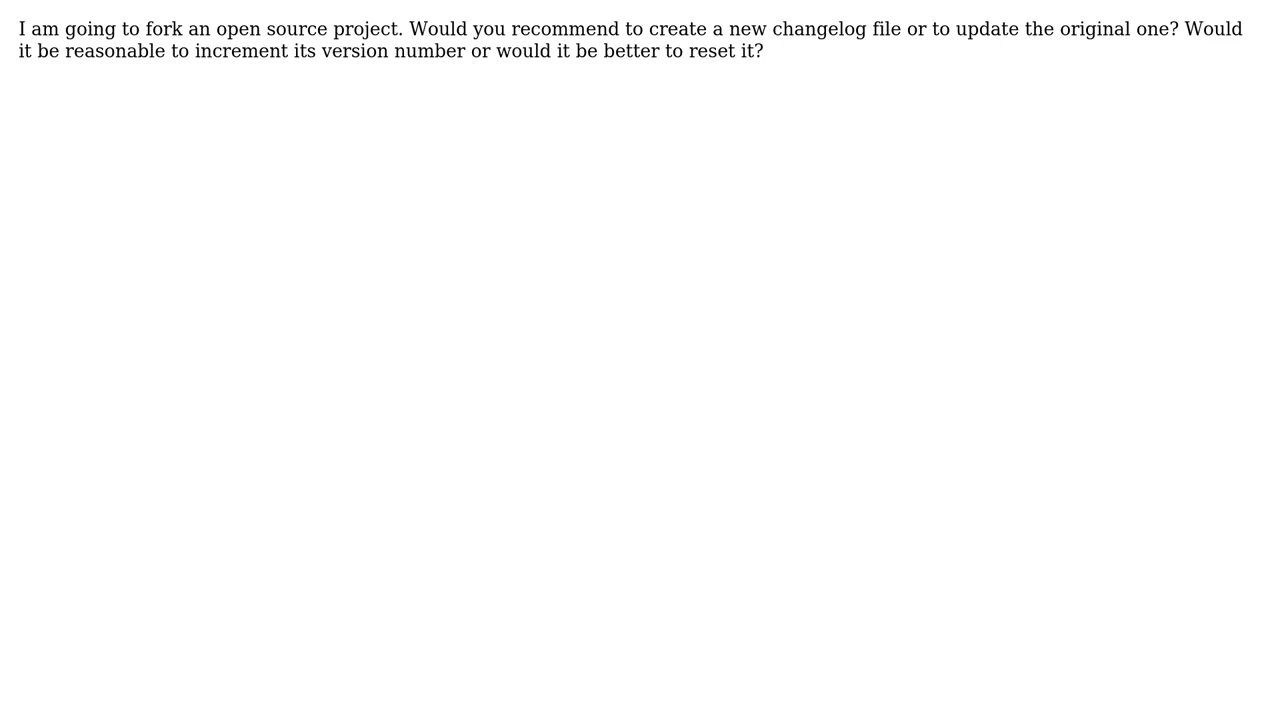 I am going to fork an open source project. Would you recommend to create a new changelog file or to update the original one? Would
it be reasonable to increment its version number or would it be better to reset it?